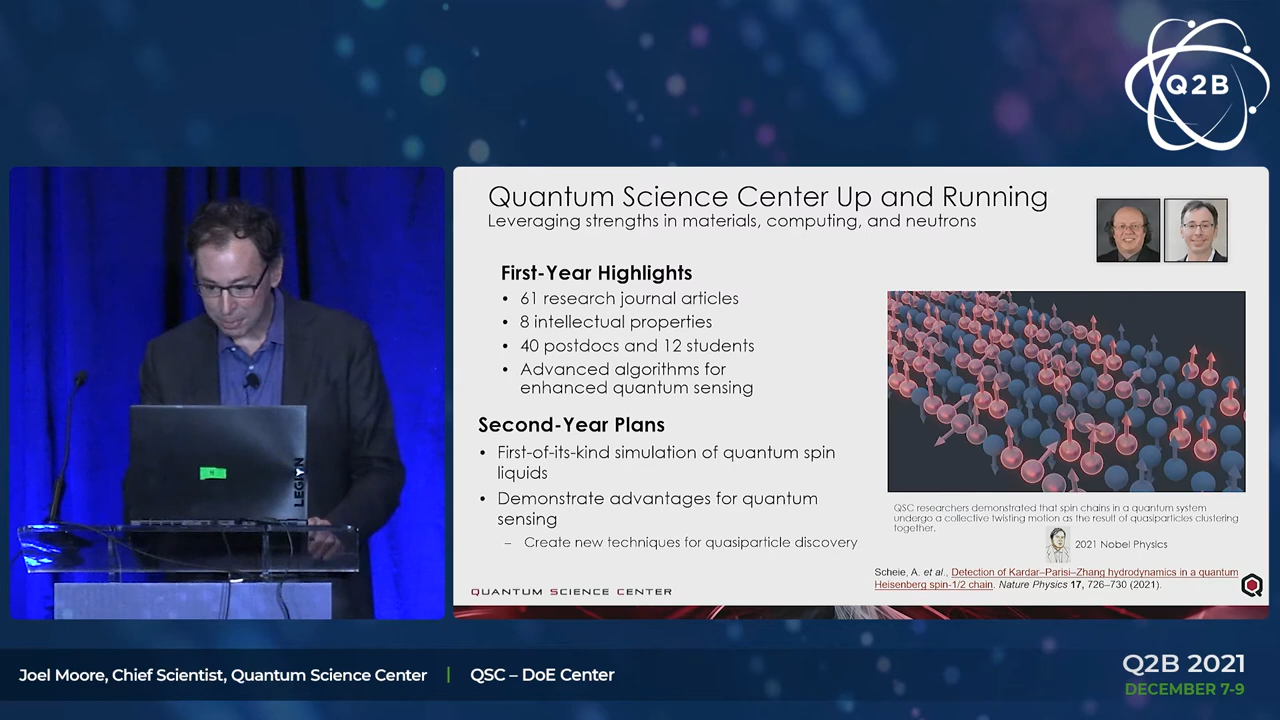 Q2B
Quantum Science Center Up and Running
Leveraging strengths in materials, computing, and neutrons
First-Year Highlights
• 61 research journal articles
• 8 intellectual properties
• 40 postdocs and 12 students
• Advanced algorithms for
enhanced quantum sensing
Second-Year Plans
• First-of-its-kind simulation of quantum spin
liquids
• Demonstrate advantages for quantum
sensing
– Create new techniques for quasiparticle discovery
QSC researchers demonstrated that spin chains in a quantum system
undergo a collective twisting motion as the result of quasiparticles clustering
together.
2021 Nobel Physics
Scheie, A. et al., Detection of Kardar–Parisi–Zhang hydrodynamics in a quantum
Heisenberg spin-1/2 chain. Nature Physics 17, 726–730 (2021).
QUANTUM SCIENCE CENTER
LEGION
Joel Moore, Chief Scientist, Quantum Science Center | QSC – DoE Center
Q2B 2021
DECEMBER 7-9